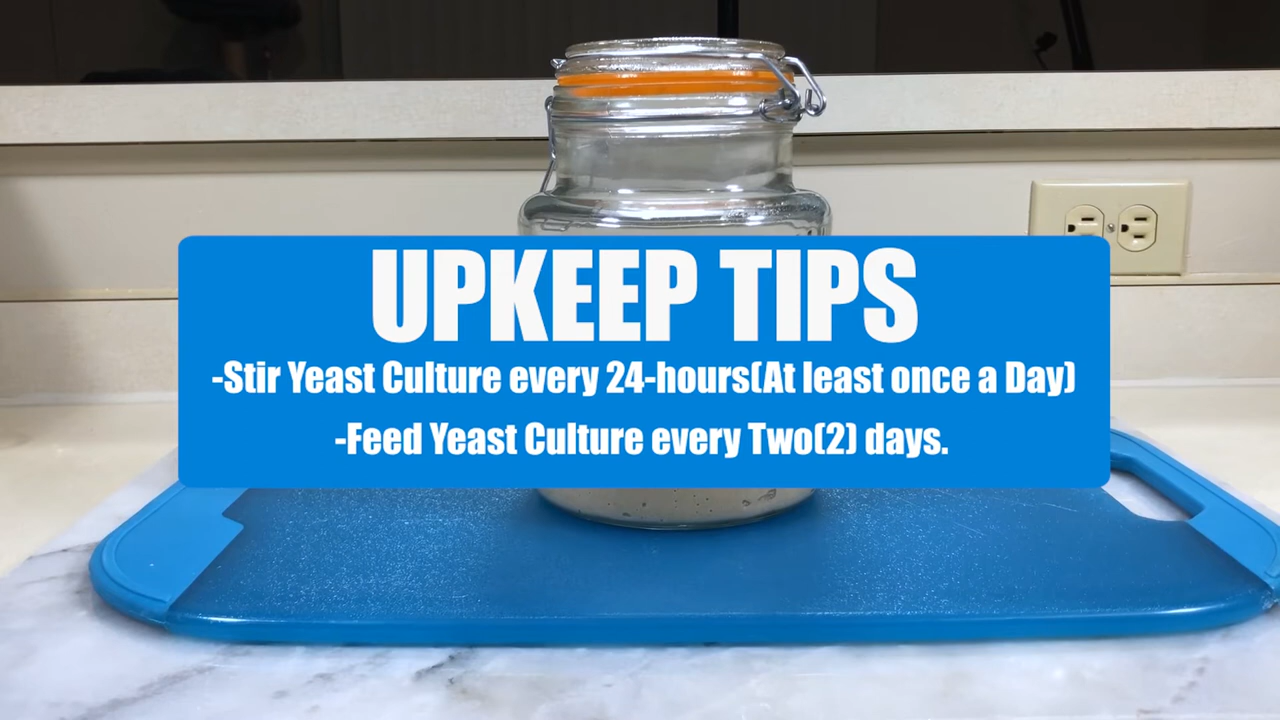 UPKEEP TIPS
-Stir Yeast Culture every 24-hours(At least once a Day)
-Feed Yeast Culture every Two(2) days.